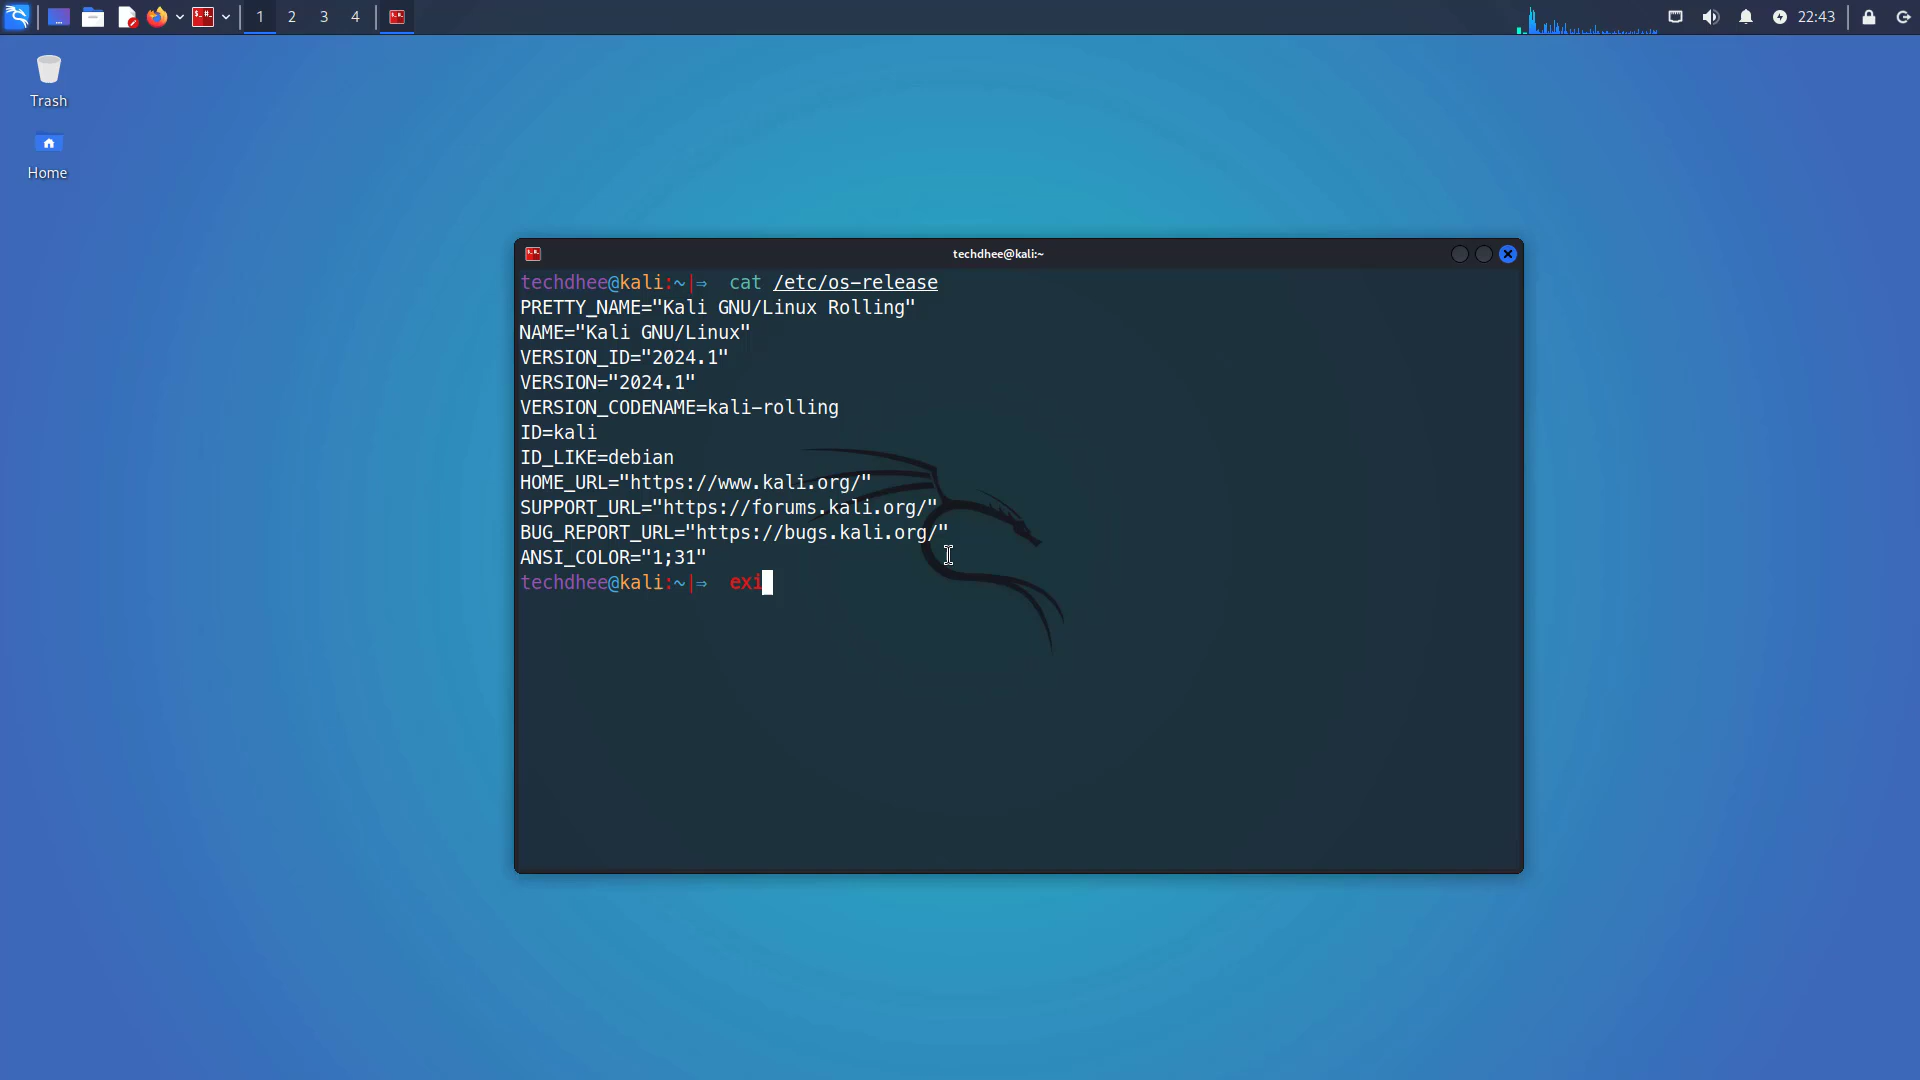 1 2 3 4 22:43
Trash
Home
techdhee@kali:~
techdhee@kali:~|⇒ cat /etc/os-release
PRETTY_NAME="Kali GNU/Linux Rolling"
NAME="Kali GNU/Linux"
VERSION_ID="2024.1"
VERSION="2024.1"
VERSION_CODENAME=kali-rolling
ID=kali
ID_LIKE=debian
HOME_URL="https://www.kali.org/"
SUPPORT_URL="https://forums.kali.org/"
BUG_REPORT_URL="https://bugs.kali.org/"
ANSI_COLOR="1;31"
techdhee@kali:~|⇒ exi